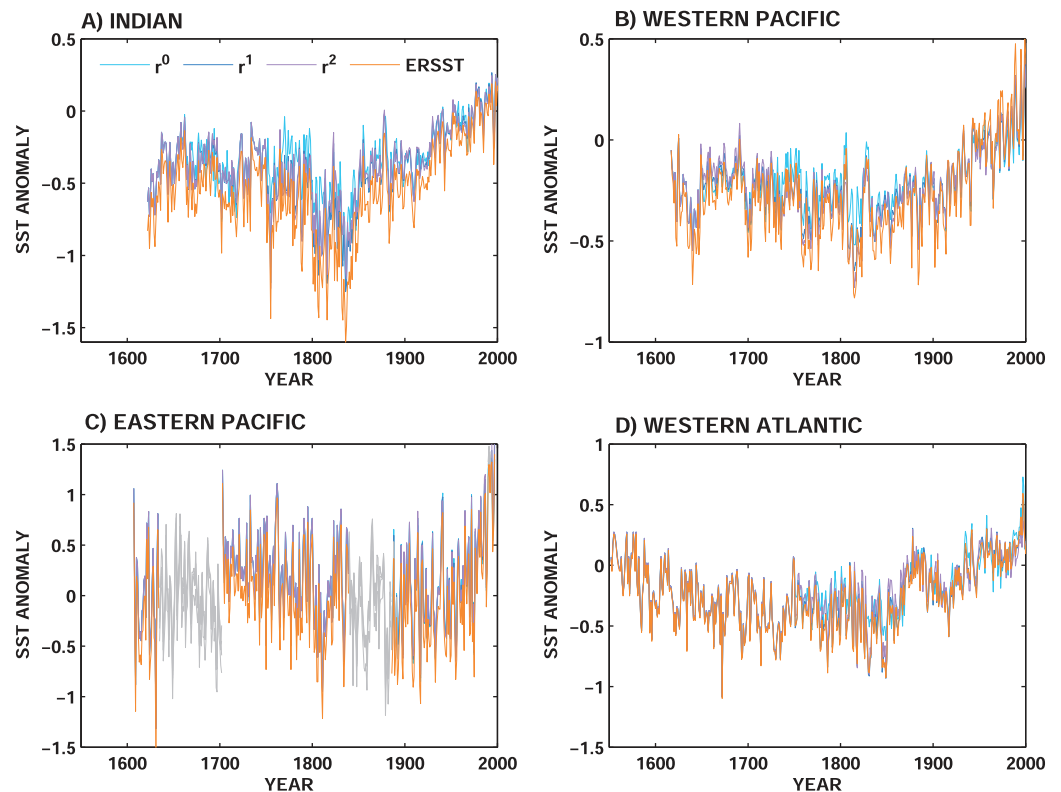 A) INDIAN
r0 r1 r2 ERSST
0.5
0
−0.5
−1
−1.5
SST ANOMALY
1600 1700 1800 1900 2000
YEAR
B) WESTERN PACIFIC
0.5
0
−0.5
−1
SST ANOMALY
1600 1700 1800 1900 2000
YEAR
C) EASTERN PACIFIC
1.5
1
0.5
0
−0.5
−1
−1.5
SST ANOMALY
1600 1700 1800 1900 2000
YEAR
D) WESTERN ATLANTIC
1
0.5
0
−0.5
−1
−1.5
SST ANOMALY
1600 1700 1800 1900 2000
YEAR